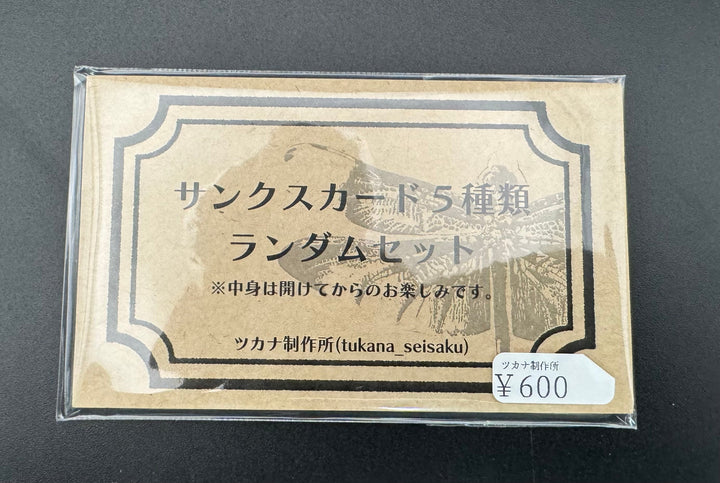 サンクスカード5種類
ランダムセット
※中身は開けてからのお楽しみです。
ツカナ制作所(tukana_seisaku)
ツカナ制作所
¥600